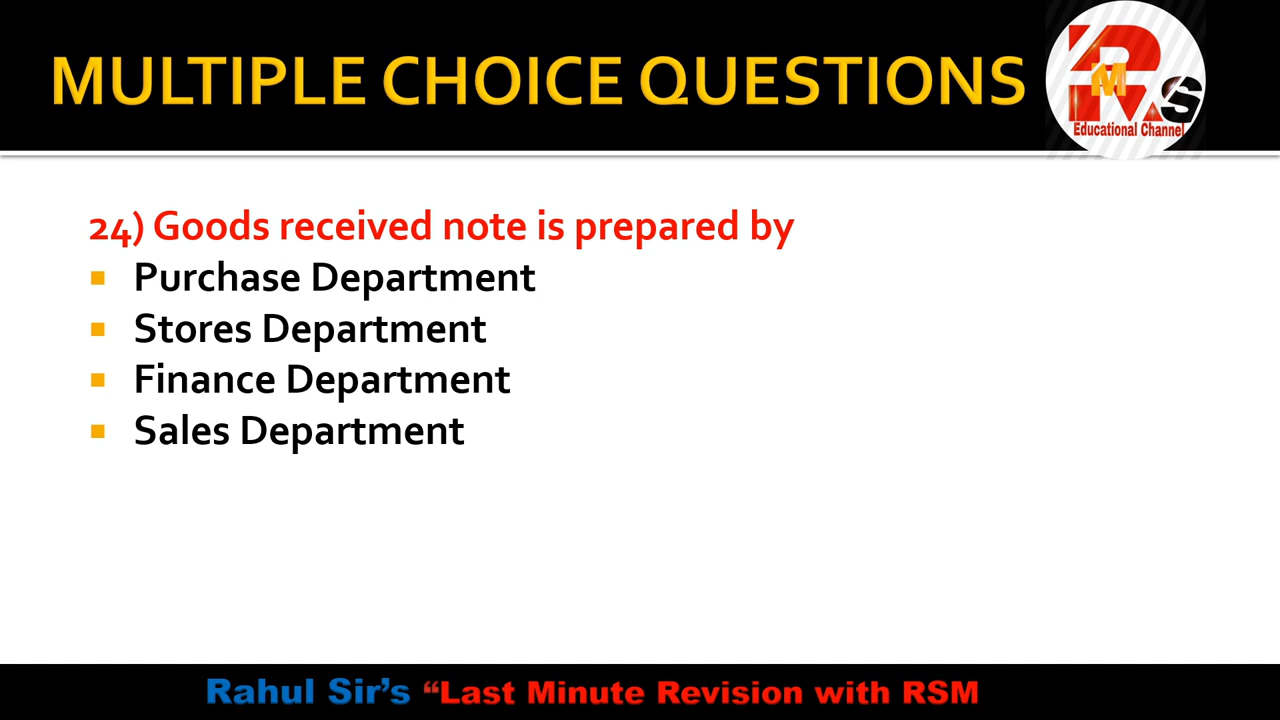 MULTIPLE CHOICE QUESTIONS
RMS
Educational Channel
24) Goods received note is prepared by
Purchase Department
Stores Department
Finance Department
Sales Department
Rahul Sir's "Last Minute Revision with RSM